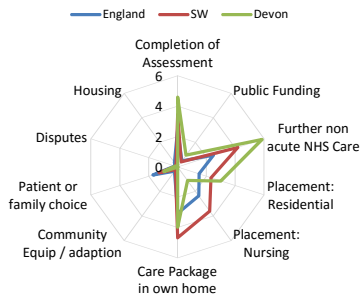 England SW Devon
Completion of
Assessment
6
Housing
Public Funding
4
Disputes
2
Further non
acute NHS Care
0
Patient or
family choice
Placement:
Residential
Community
Equip / adaption
Placement:
Nursing
Care Package
in own home